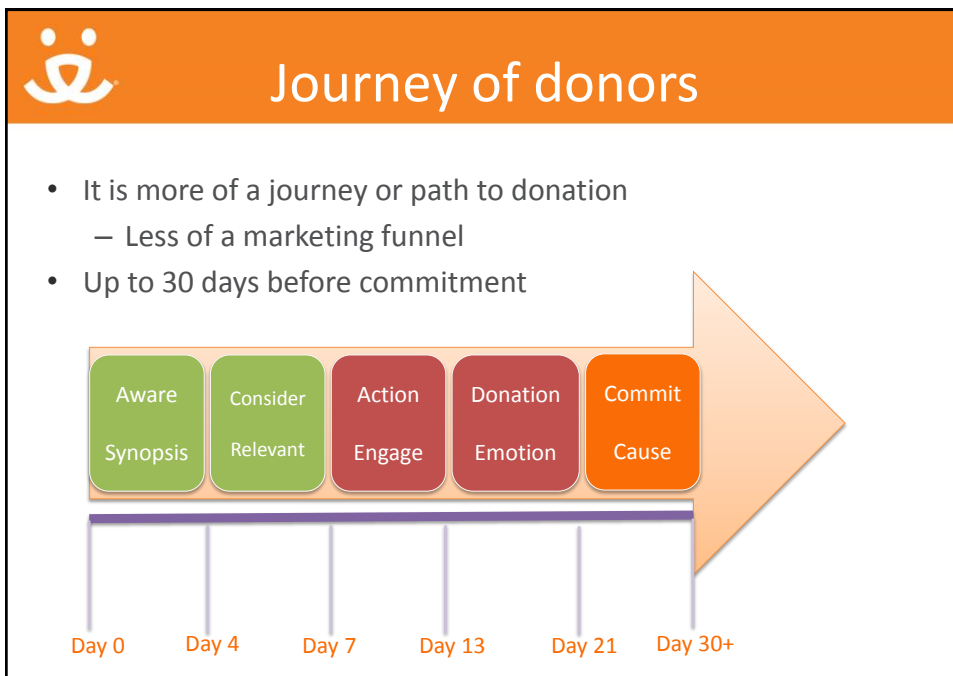 Journey of donors
• It is more of a journey or path to donation
– Less of a marketing funnel
• Up to 30 days before commitment
Aware
Synopsis
Consider
Relevant
Action
Engage
Donation
Emotion
Commit
Cause
Day 0
Day 4
Day 7
Day 13
Day 21
Day 30+